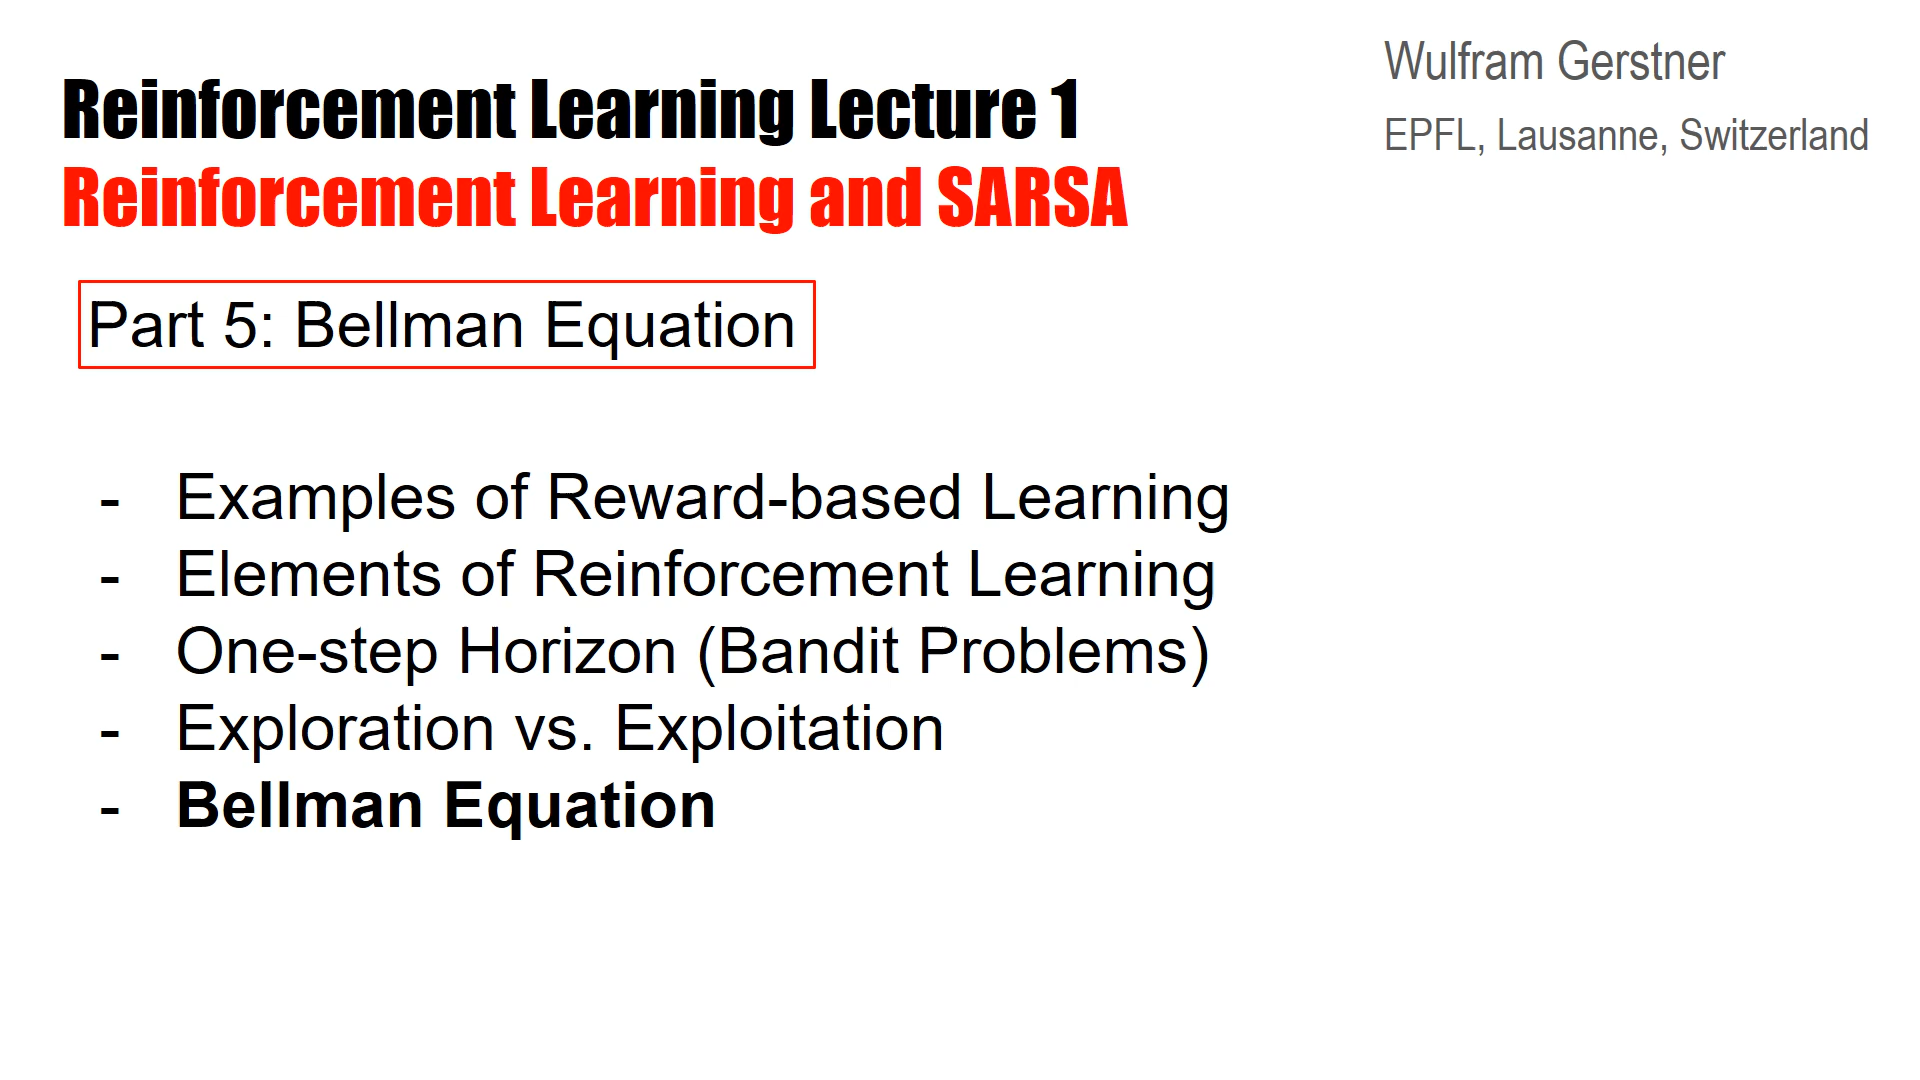 Reinforcement Learning Lecture 1
Reinforcement Learning and SARSA
Wulfram Gerstner
EPFL, Lausanne, Switzerland
Part 5: Bellman Equation
- Examples of Reward-based Learning
- Elements of Reinforcement Learning
- One-step Horizon (Bandit Problems)
- Exploration vs. Exploitation
- Bellman Equation